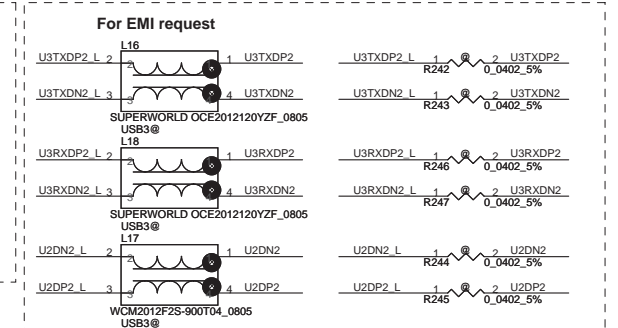 For EMI request
L16
U3TXDP2_L 2 2 1 U3TXDP2
U3TXDN2_L 3 3 4 U3TXDN2
SUPERWORLD OCE2012120YZF_0805
USB3@
U3TXDP2_L 1 @ 2 U3TXDP2
R242 0_0402_5%
U3TXDN2_L 1 @ 2 U3TXDN2
R243 0_0402_5%
L18
U3RXDP2_L 2 2 1 U3RXDP2
U3RXDN2_L 3 3 4 U3RXDN2
SUPERWORLD OCE2012120YZF_0805
USB3@
U3RXDP2_L 1 @ 2 U3RXDP2
R246 0_0402_5%
U3RXDN2_L 1 @ 2 U3RXDN2
R247 0_0402_5%
L17
U2DN2_L 2 2 1 U2DN2
U2DP2_L 3 3 4 U2DP2
WCM2012F2S-900T04_0805
USB3@
U2DN2_L 1 @ 2 U2DN2
R244 0_0402_5%
U2DP2_L 1 @ 2 U2DP2
R245 0_0402_5%